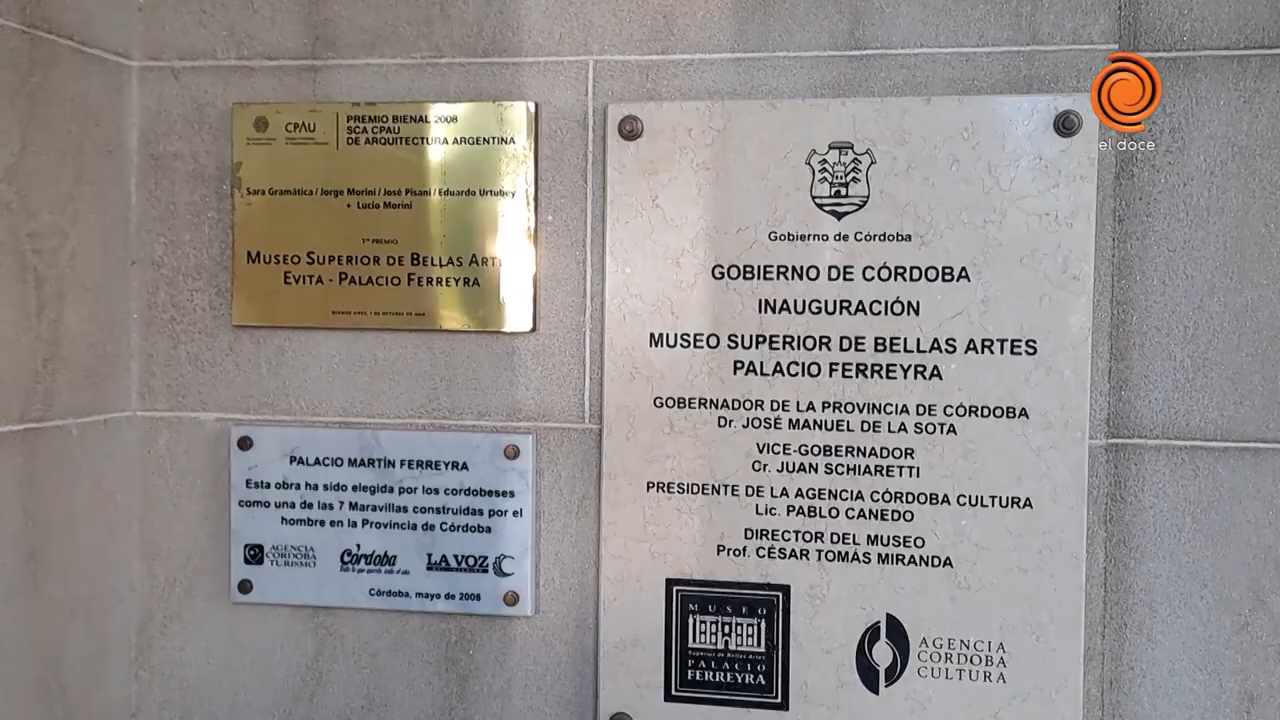 CPAU
PREMIO BIENAL 2008
SCA CPAU
DE ARQUITECTURA ARGENTINA
Sara Gramática / Jorge Morini / José Pisani / Eduardo Urtubey
+ Lucio Morini
1er PREMIO
MUSEO SUPERIOR DE BELLAS ARTE
EVITA - PALACIO FERREYRA
PALACIO MARTÍN FERREYRA
Esta obra ha sido elegida por los cordobeses
como una de las 7 Maravillas construidas por el
hombre en la Provincia de Córdoba
AGENCIA
CÓRDOBA
TURISMO
Córdoba
LA VOZ
DEL INTERIOR
Córdoba, mayo de 2008
el doce
Gobierno de Córdoba
GOBIERNO DE CÓRDOBA
INAUGURACIÓN
MUSEO SUPERIOR DE BELLAS ARTES
PALACIO FERREYRA
GOBERNADOR DE LA PROVINCIA DE CÓRDOBA
Dr. JOSÉ MANUEL DE LA SOTA
VICE-GOBERNADOR
Cr. JUAN SCHIARETTI
PRESIDENTE DE LA AGENCIA CÓRDOBA CULTURA
Lic. PABLO CANEDO
DIRECTOR DEL MUSEO
Prof. CÉSAR TOMÁS MIRANDA
MUSEO
Superior de Bellas Artes
PALACIO
FERREYRA
AGENCIA
CÓRDOBA
CULTURA